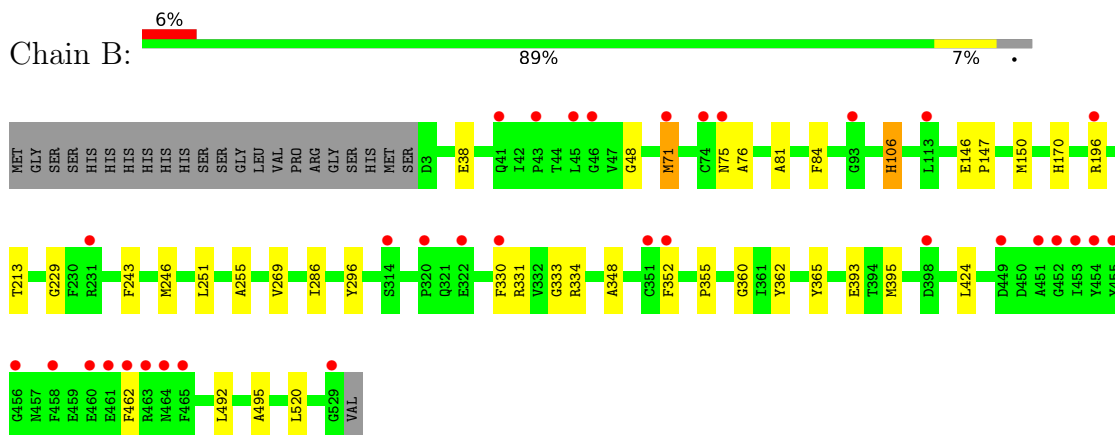 6%
Chain B:
89% 7% •
MET GLY SER SER HIS HIS HIS HIS HIS HIS SER SER GLY LEU VAL PRO ARG GLY SER HIS MET SER D3 E38 Q41 I42 P43 T44 L45 G46 V47 G48 M71 C74 N75 A76 A81 F84 G93 H106 L113 E146 P147 M150 H170 R196
T213 G229 F230 R231 F243 M246 L251 A255 V269 I286 Y296 S314 P320 Q321 E322 F330 R331 V332 G333 R334 A348 C351 F352 P355 G360 I361 Y362 Y365 E393 T394 M395 D398 L424 D449 D450 A451 G452 I453 Y454 Y455
G456 N457 F458 E459 E460 E461 F462 R463 N464 F465 L492 A495 L520 G529 VAL